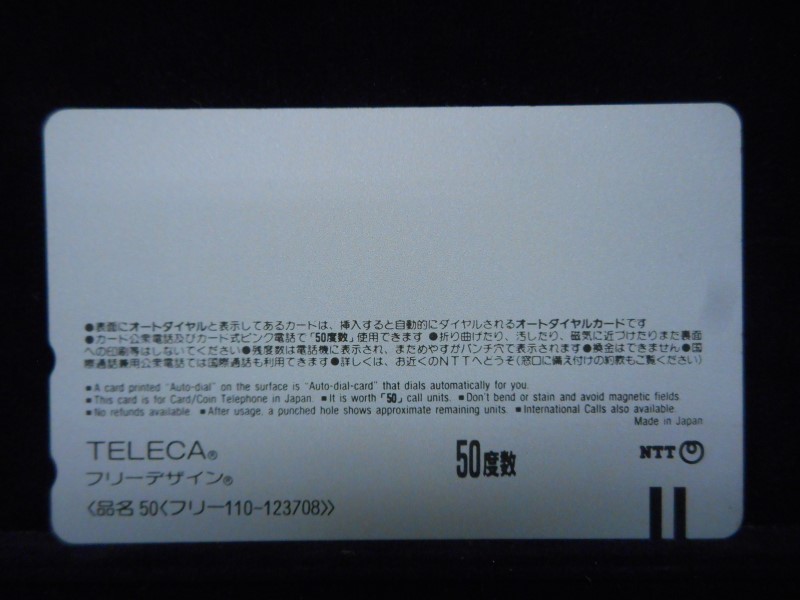 ●表面にオートダイヤルと表示してあるカードは、挿入すると自動的にダイヤルされるオートダイヤルカードです
●カード公衆電話及びカード式ピンク電話で「50度数」使用できます ●折り曲げたり、汚したり、磁気に近づけたりまた裏面
への印刷等はしないでください ●残度数は電話機に表示され、まためやすがパンチ穴で表示されます ●換金はできません ●国
際通話兼用公衆電話では国際通話も利用できます ●詳しくは、お近くのNTTへどうぞ(窓口に備え付けの約款もご覧ください)
■A card printed "Auto-dial" on the surface is "Auto-dial-card" that dials automatically for you.
■This card is for Card/Coin Telephone in Japan. ■It is worth「50」call units. ■Don't bend or stain and avoid magnetic fields.
■No refunds available. ■After usage, a punched hole shows approximate remaining units. ■International Calls also available.
Made in Japan
TELECA®
フリーデザイン®
50度数
NTT
〈品名 50〈フリー110-123708〉〉